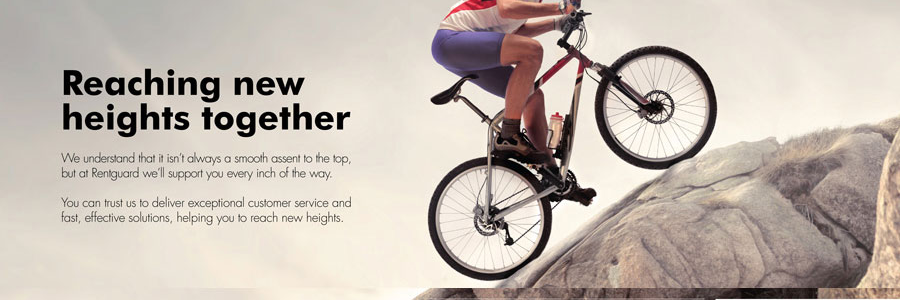 Reaching new
heights together
We understand that it isn't always a smooth assent to the top,
but at Rentguard we'll support you every inch of the way.
You can trust us to deliver exceptional customer service and
fast, effective solutions, helping you to reach new heights.